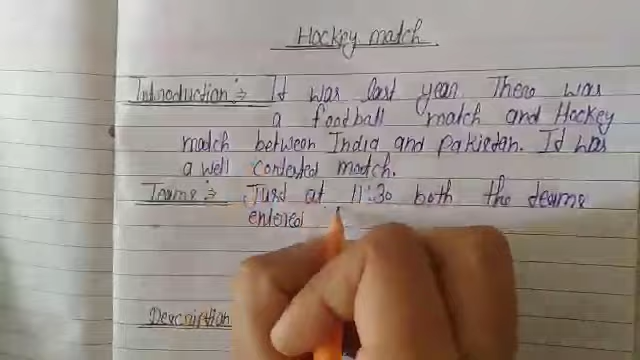 Hockey match
Introduction :→ It was last year. There was
a football match and Hockey
match between India and Pakistan. It was
a well contested match.
Teams :→ Just at 11:30 both the teams
entered
Description